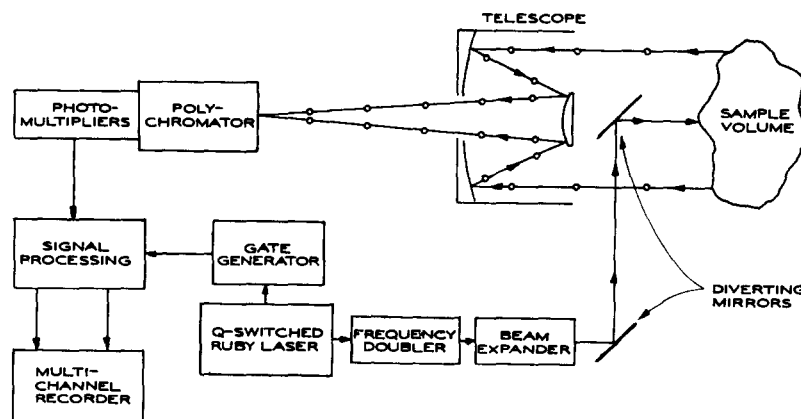 TELESCOPE
PHOTO-
MULTIPLIERS
POLY-
CHROMATOR
SAMPLE
VOLUME
SIGNAL
PROCESSING
GATE
GENERATOR
DIVERTING
MIRRORS
Q-SWITCHED
RUBY LASER
FREQUENCY
DOUBLER
BEAM
EXPANDER
MULTI-
CHANNEL
RECORDER